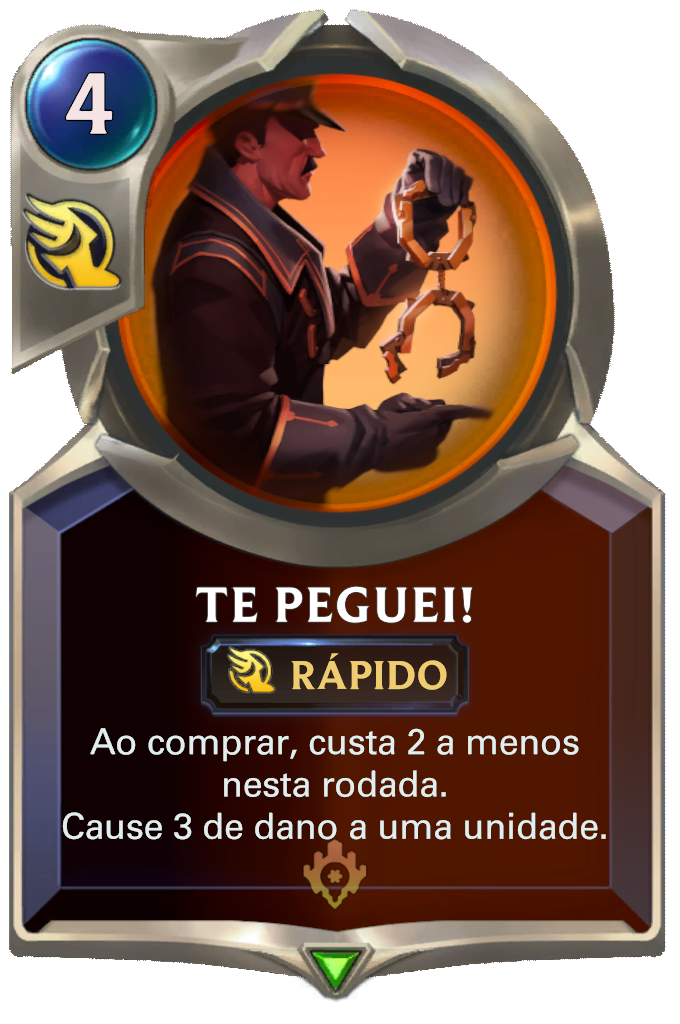 4
TE PEGUEI!
RÁPIDO
Ao comprar, custa 2 a menos
nesta rodada.
Cause 3 de dano a uma unidade.